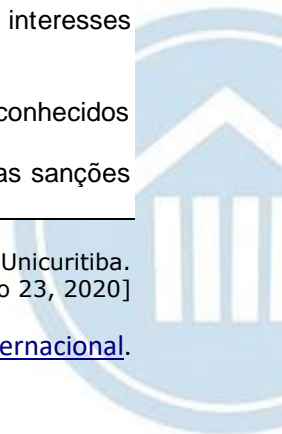 interesses
conhecidos
as sanções
Unicuritiba.
o 23, 2020]
ernacional.